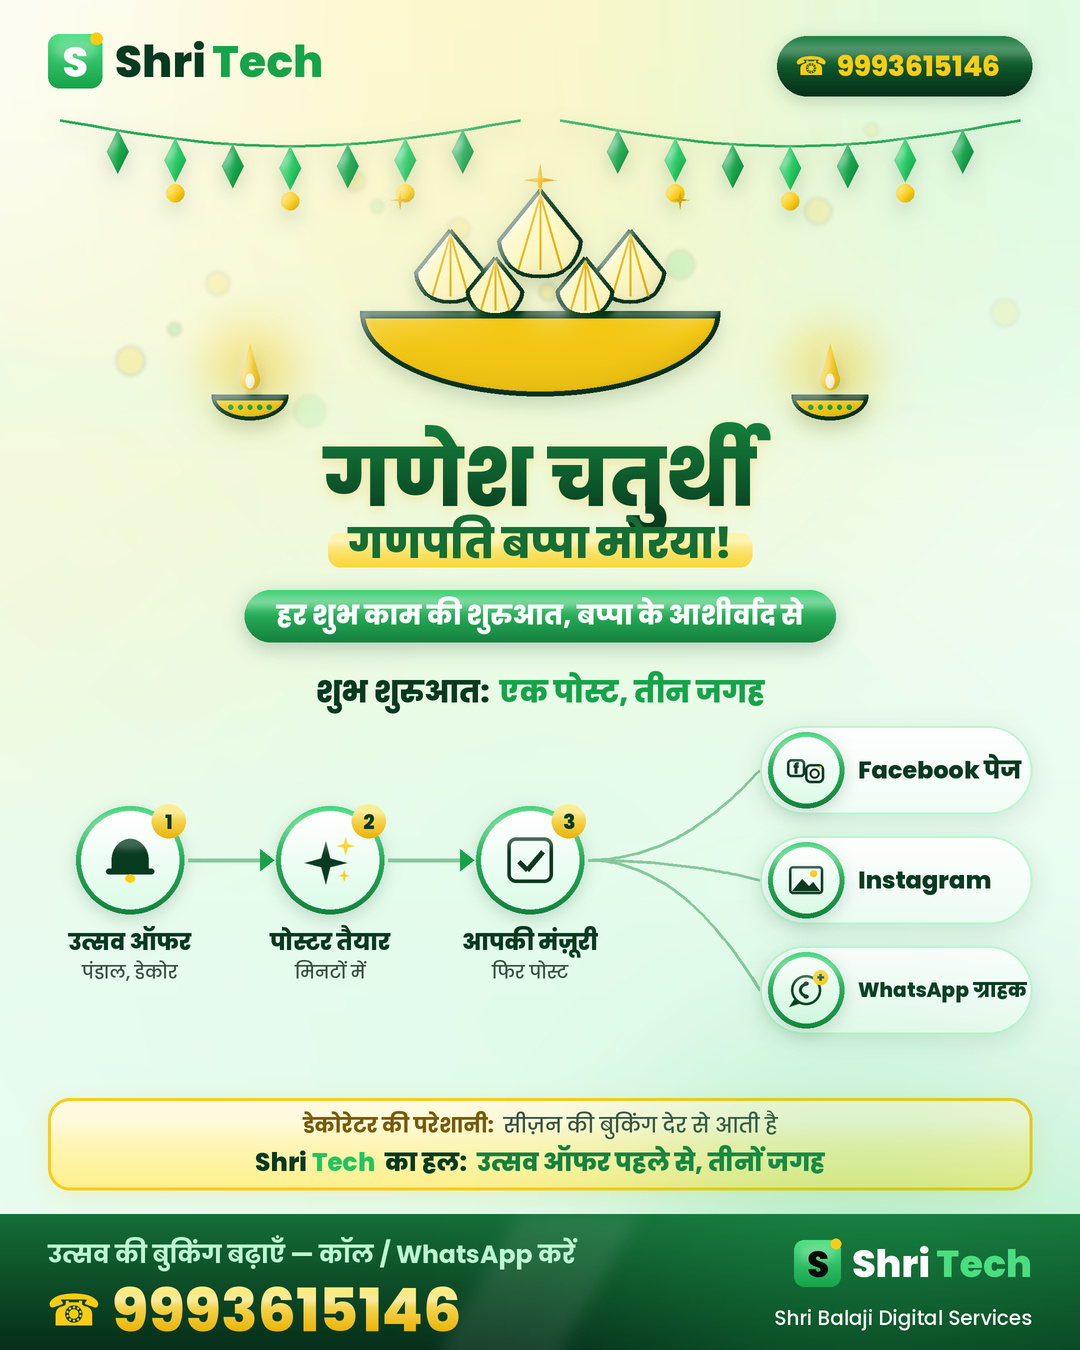 S Shri Tech
☎ 9993615146
गणेश चतुर्थी
गणपति बप्पा मोरया!
हर शुभ काम की शुरुआत, बप्पा के आशीर्वाद से
शुभ शुरुआत: एक पोस्ट, तीन जगह
1
उत्सव ऑफर
पंडाल, डेकोर
2
पोस्टर तैयार
मिनटों में
3
आपकी मंज़ूरी
फिर पोस्ट
Facebook पेज
Instagram
WhatsApp ग्राहक
डेकोरेटर की परेशानी: सीज़न की बुकिंग देर से आती है
Shri Tech का हल: उत्सव ऑफर पहले से, तीनों जगह
उत्सव की बुकिंग बढ़ाएँ — कॉल / WhatsApp करें
☎ 9993615146
S Shri Tech
Shri Balaji Digital Services